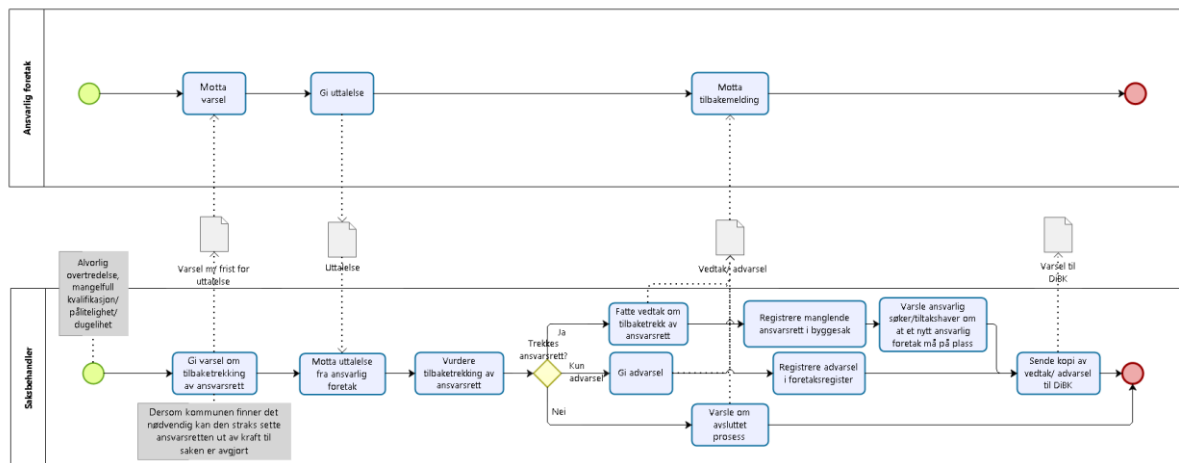 Ansvarlig foretak
Motta
varsel
Gi uttalelse
Motta
tilbakemelding
Varsel m/ frist for
uttalelse
Uttalelse
Vedtak/ advarsel
Varsel til
DiBK
Alvorlig
overtredelse,
mangelfull
kvalifikasjon/
pålitelighet/
dugelihet
Saksbehandler
Gi varsel om
tilbaketrekking
av ansvarsrett
Dersom kommunen finner det
nødvendig kan den straks sette
ansvarsretten ut av kraft til
saken er avgjort
Motta uttalelse
fra ansvarlig
foretak
Vurdere
tilbaketrekking av
ansvarsrett
Trekkes
ansvarsrett?
Ja
Kun
advarsel
Nei
Fatte vedtak om
tilbaketrekk av
ansvarsrett
Registrere manglende
ansvarsrett i byggesak
Varsle ansvarlig
søker/tiltakshaver om
at et nytt ansvarlig
foretak må på plass
Gi advarsel
Registrere advarsel
i foretaksregister
Sende kopi av
vedtak/ advarsel
til DiBK
Varsle om
avsluttet
prosess